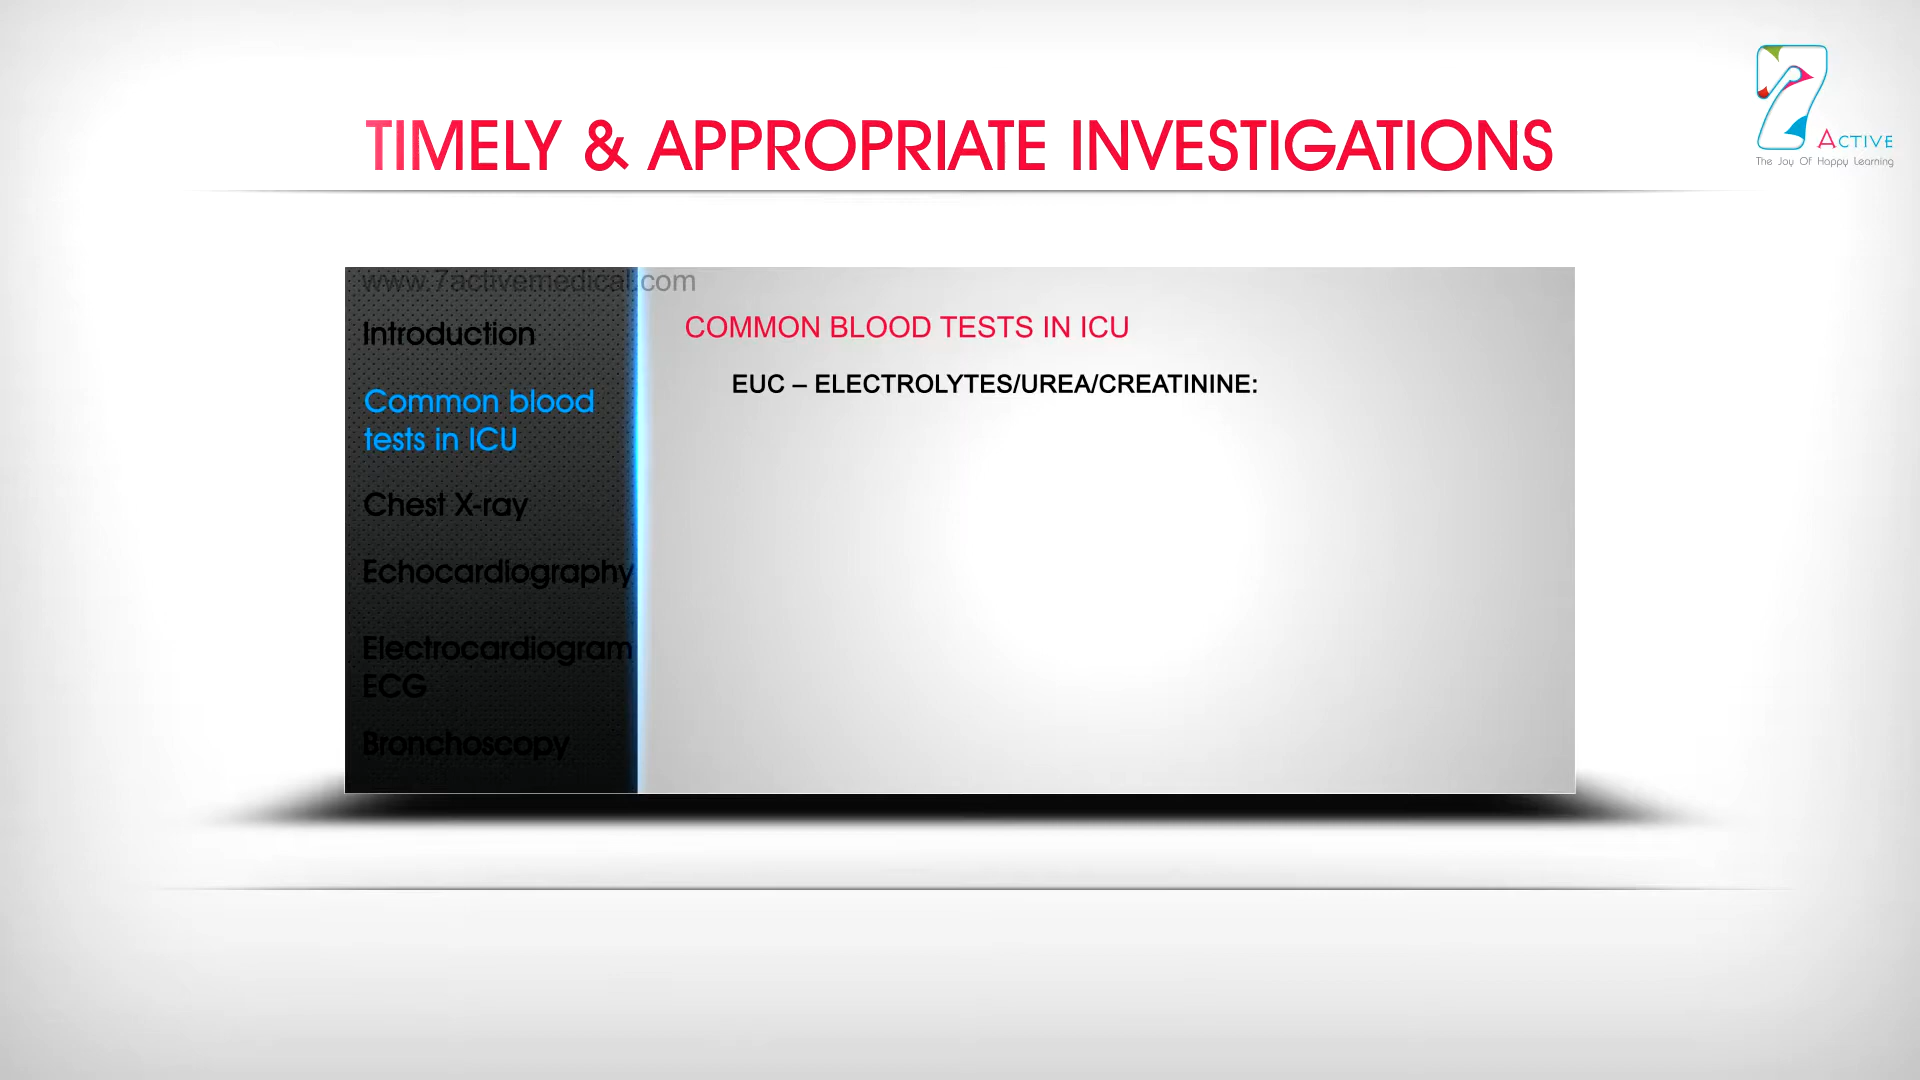 7 ACTIVE
The Joy Of Happy Learning
TIMELY & APPROPRIATE INVESTIGATIONS
www.7activemedical.com
Introduction
Common blood
tests in ICU
Chest X-ray
Echocardiography
Electrocardiogram
ECG
Bronchoscopy
COMMON BLOOD TESTS IN ICU
EUC – ELECTROLYTES/UREA/CREATININE: